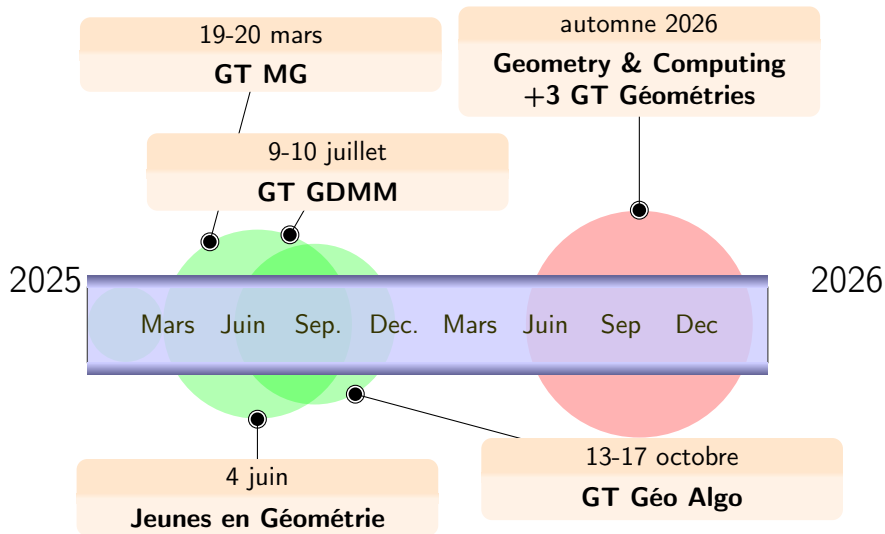 19-20 mars
GT MG
automne 2026
Geometry & Computing
+3 GT Géométries
9-10 juillet
GT GDMM
2025
2026
Mars Juin Sep. Dec. Mars Juin Sep Dec
4 juin
Jeunes en Géométrie
13-17 octobre
GT Géo Algo